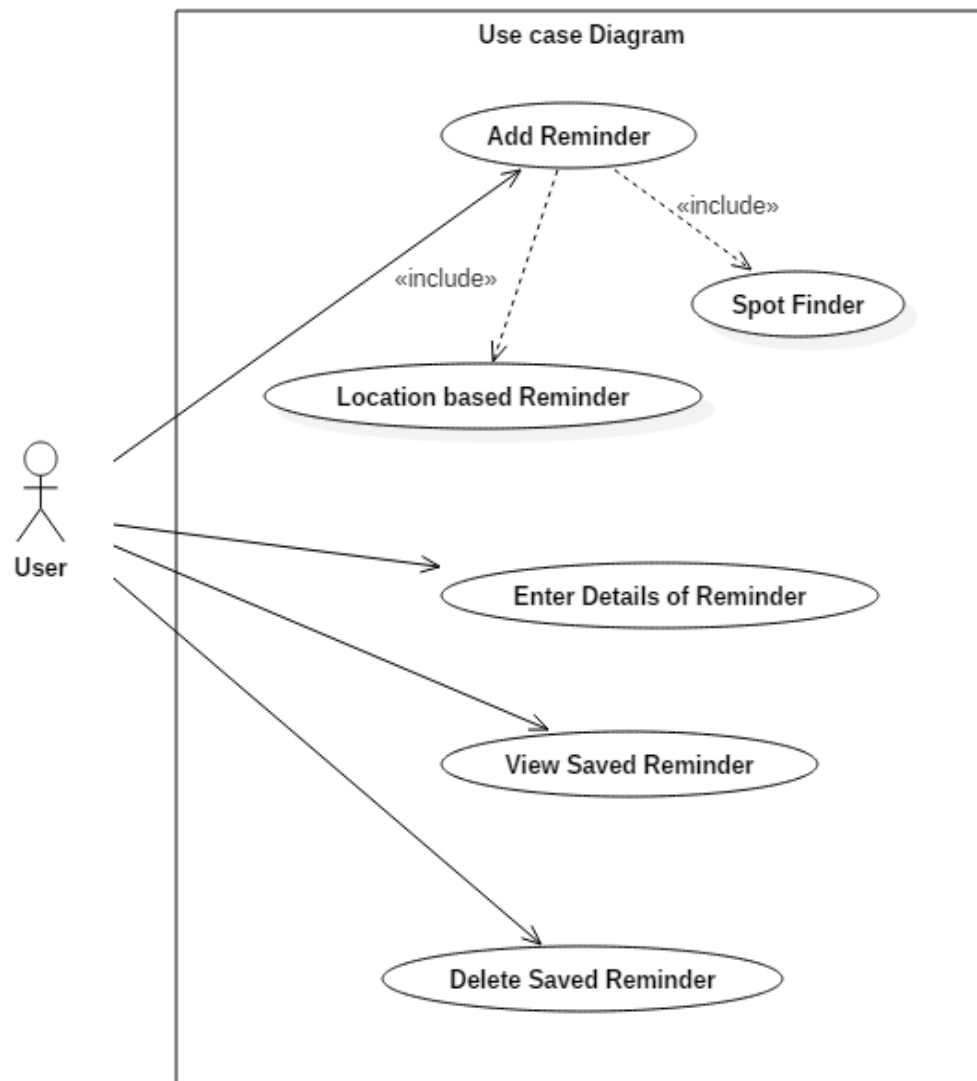 Use case Diagram
Add Reminder
«include»
«include»
Spot Finder
Location based Reminder
User
Enter Details of Reminder
View Saved Reminder
Delete Saved Reminder